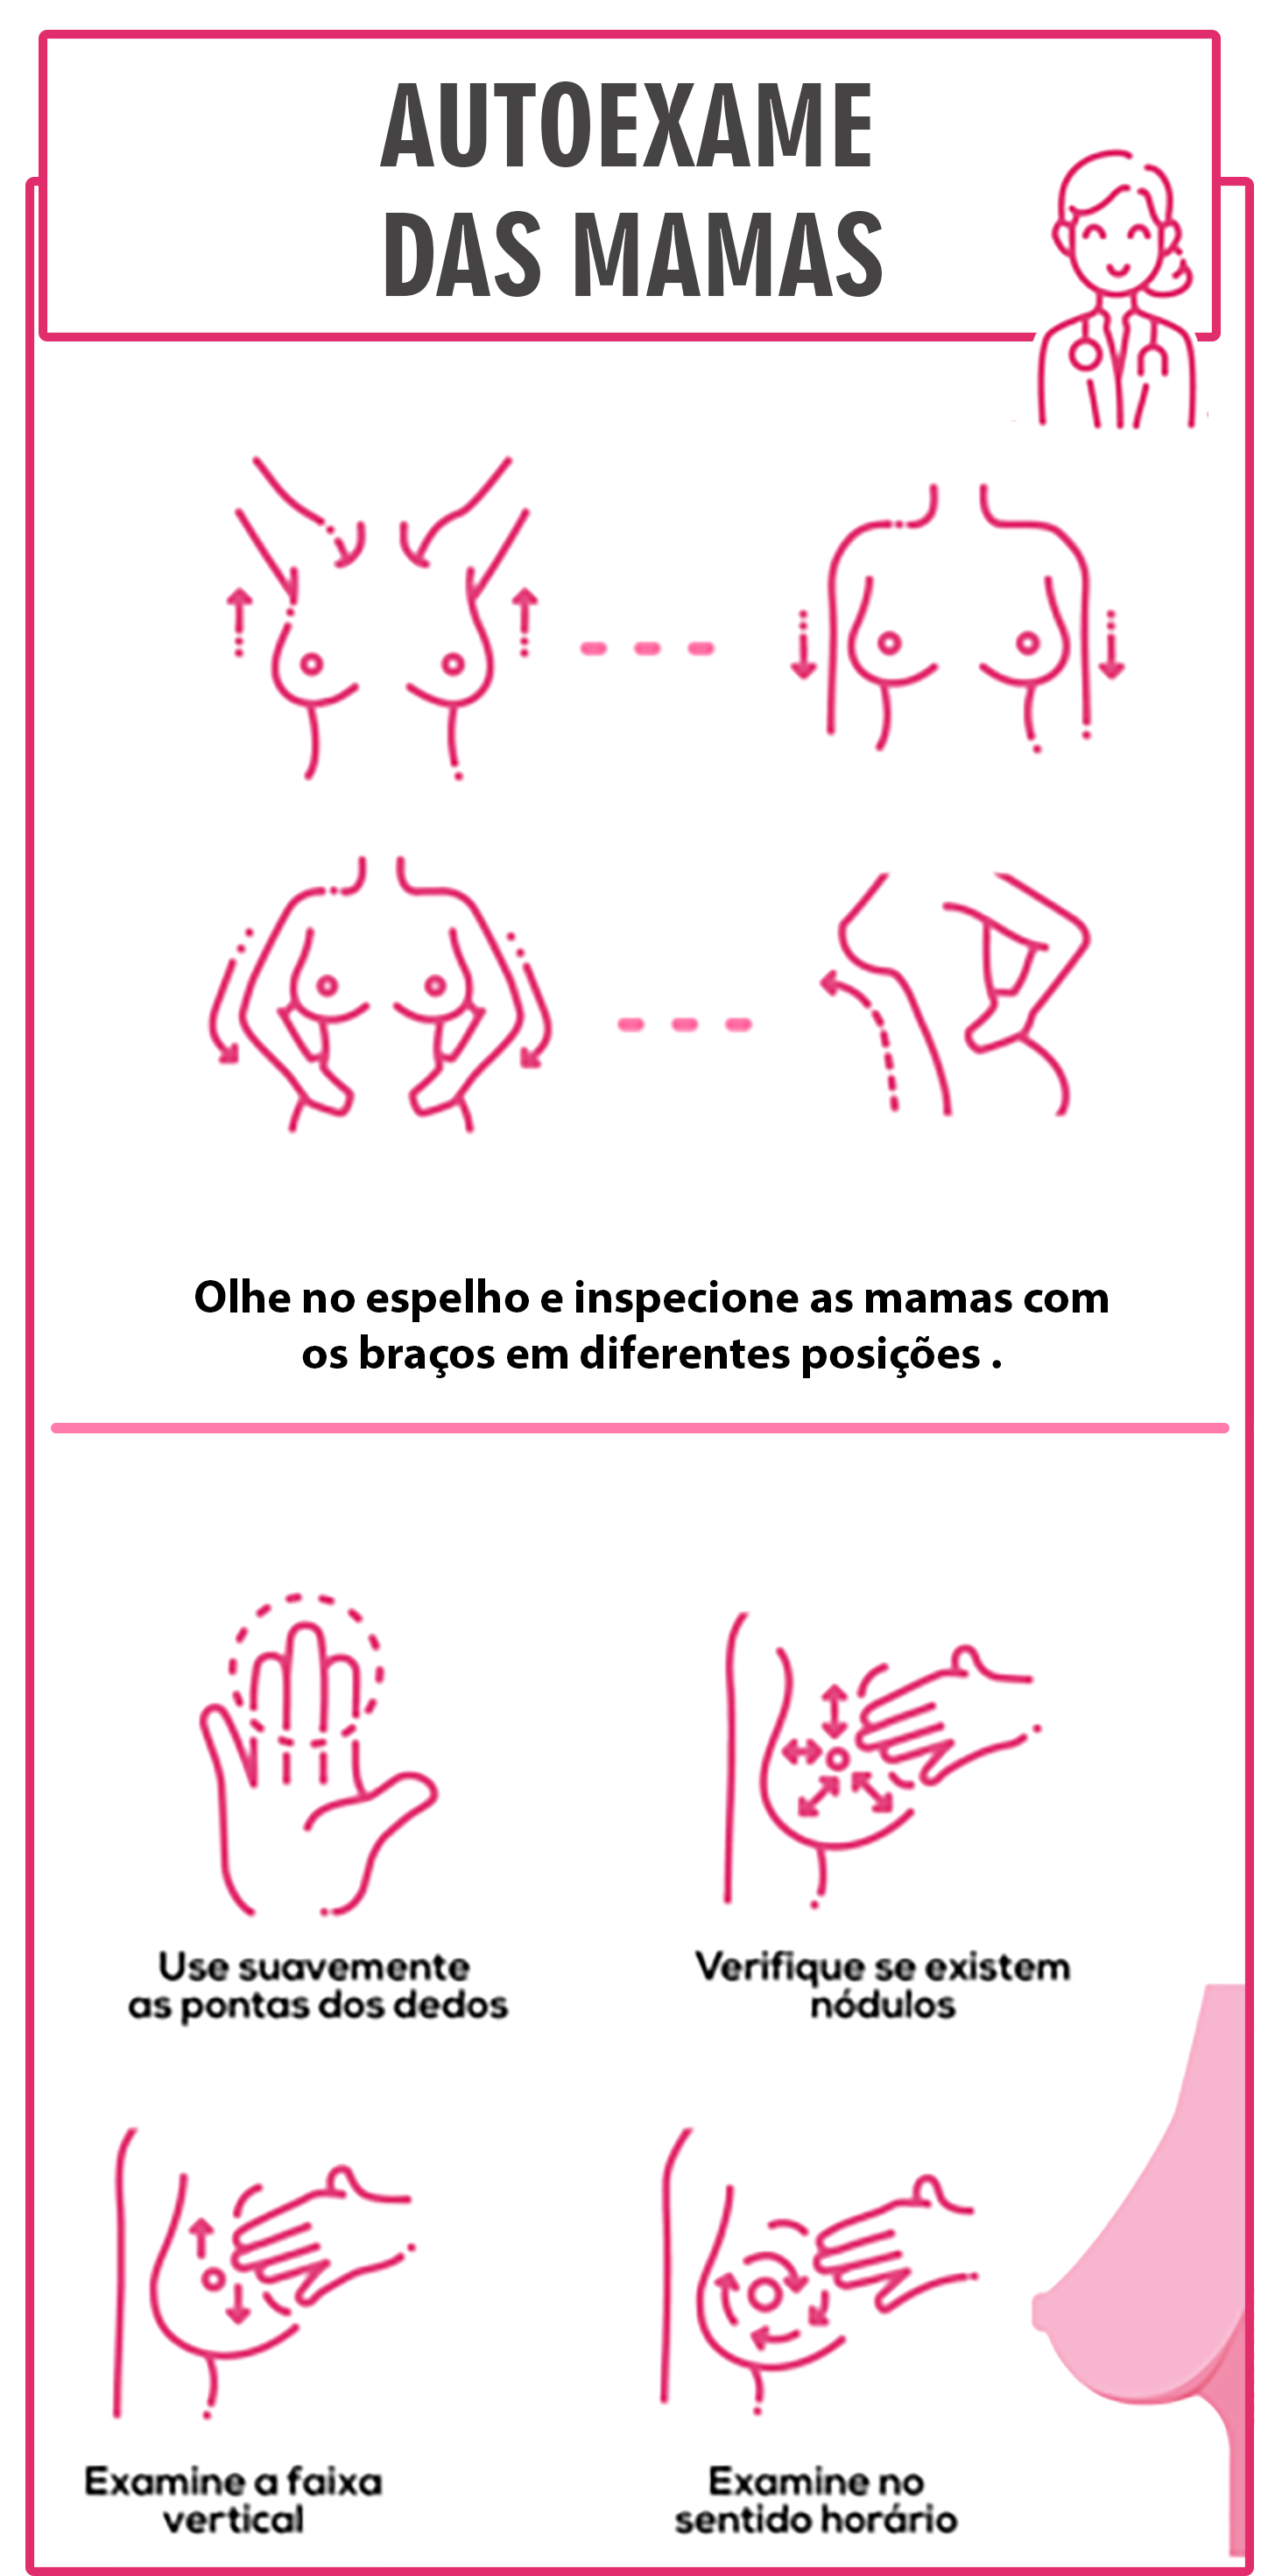 AUTOEXAME
DAS MAMAS
Olhe no espelho e inspecione as mamas com
os braços em diferentes posições .
Use suavemente
as pontas dos dedos
Verifique se existem
nódulos
Examine a faixa
vertical
Examine no
sentido horário